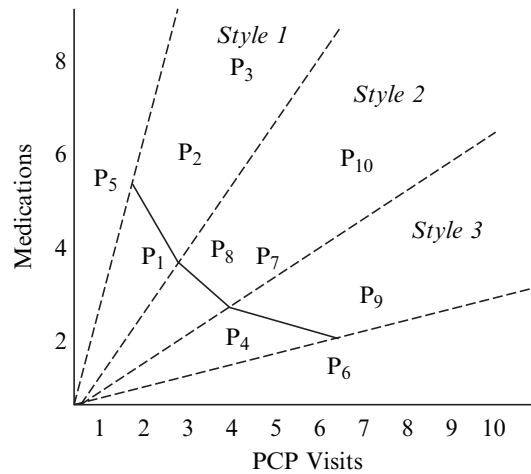 8
Style 1
P3
Style 2
6
P2
P10
P5
Style 3
Medications
4
P1
P8
P7
P9
2
P4
P6
1 2 3 4 5 6 7 8 9 10
PCP Visits